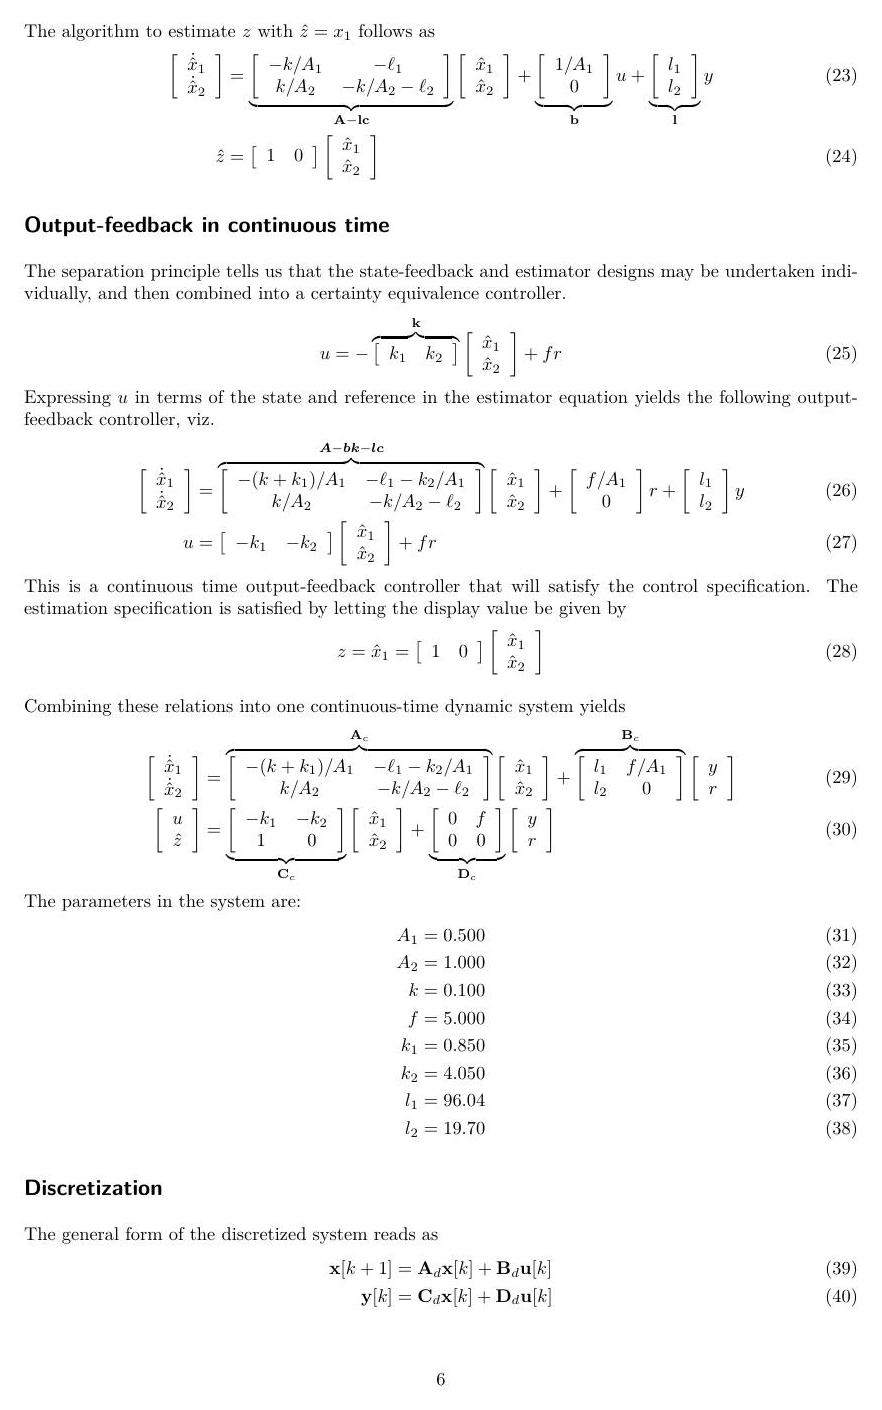 The algorithm to estimate z with ẑ = x₁ follows as
[ x̂̇₁ x̂̇₂ ] = [ −k/A₁ −ℓ₁ ; k/A₂ −k/A₂ − ℓ₂ ] [ x̂₁ x̂₂ ] + [ 1/A₁ 0 ] u + [ l₁ l₂ ] y (23)
A−lc b l
ẑ = [ 1 0 ] [ x̂₁ x̂₂ ] (24)
Output-feedback in continuous time
The separation principle tells us that the state-feedback and estimator designs may be undertaken indi-
vidually, and then combined into a certainty equivalence controller.
k
u = − [ k₁ k₂ ] [ x̂₁ x̂₂ ] + fr (25)
Expressing u in terms of the state and reference in the estimator equation yields the following output-
feedback controller, viz.
A−bk−lc
[ x̂̇₁ x̂̇₂ ] = [ −(k + k₁)/A₁ −ℓ₁ − k₂/A₁ ; k/A₂ −k/A₂ − ℓ₂ ] [ x̂₁ x̂₂ ] + [ f/A₁ 0 ] r + [ l₁ l₂ ] y (26)
u = [ −k₁ −k₂ ] [ x̂₁ x̂₂ ] + fr (27)
This is a continuous time output-feedback controller that will satisfy the control specification. The
estimation specification is satisfied by letting the display value be given by
z = x̂₁ = [ 1 0 ] [ x̂₁ x̂₂ ] (28)
Combining these relations into one continuous-time dynamic system yields
A_c B_c
[ x̂̇₁ x̂̇₂ ] = [ −(k + k₁)/A₁ −ℓ₁ − k₂/A₁ ; k/A₂ −k/A₂ − ℓ₂ ] [ x̂₁ x̂₂ ] + [ l₁ f/A₁ ; l₂ 0 ] [ y r ] (29)
[ u ẑ ] = [ −k₁ −k₂ ; 1 0 ] [ x̂₁ x̂₂ ] + [ 0 f ; 0 0 ] [ y r ] (30)
C_c D_c
The parameters in the system are:
A₁ = 0.500 (31)
A₂ = 1.000 (32)
k = 0.100 (33)
f = 5.000 (34)
k₁ = 0.850 (35)
k₂ = 4.050 (36)
l₁ = 96.04 (37)
l₂ = 19.70 (38)
Discretization
The general form of the discretized system reads as
x[k + 1] = A_d x[k] + B_d u[k] (39)
y[k] = C_d x[k] + D_d u[k] (40)
6